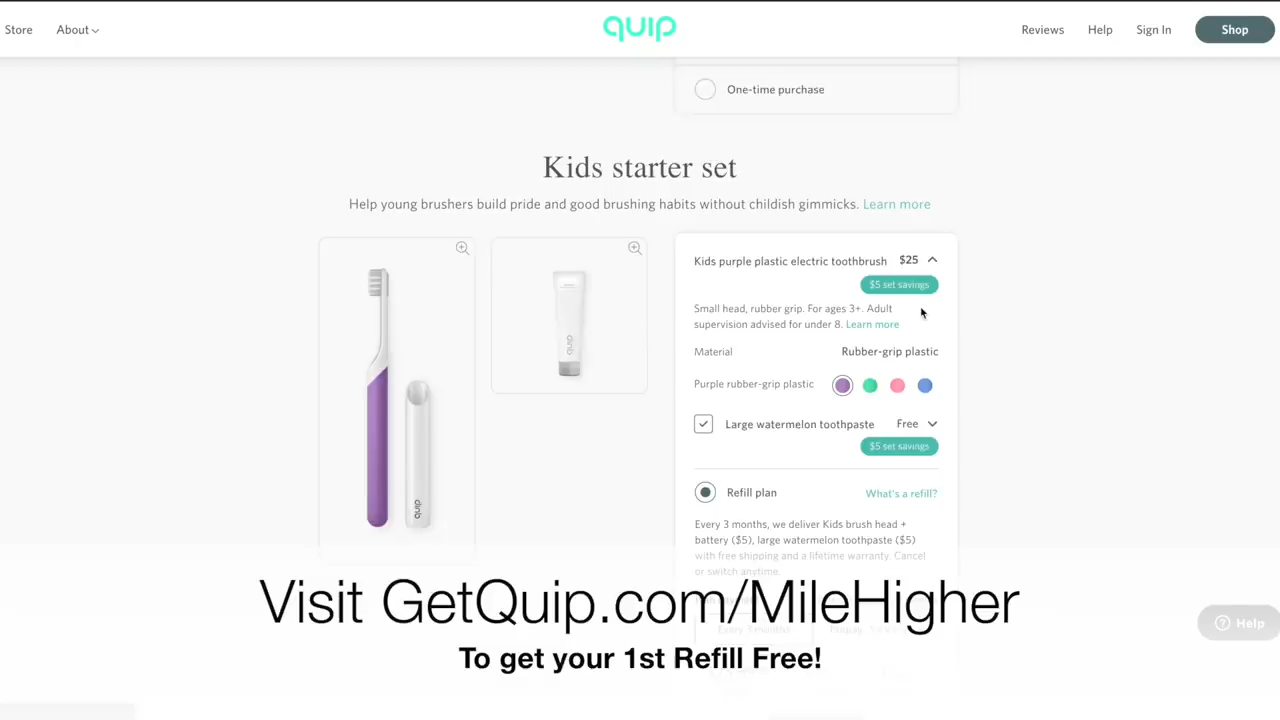 Store
About
quip
Reviews
Help
Sign In
Shop
One-time purchase
Kids starter set
Help young brushers build pride and good brushing habits without childish gimmicks. Learn more
Kids purple plastic electric toothbrush $25
$5 set savings
Small head, rubber grip. For ages 3+. Adult
supervision advised for under 8. Learn more
Material Rubber-grip plastic
Purple rubber-grip plastic
Large watermelon toothpaste Free
$5 set savings
Refill plan What's a refill?
Every 3 months, we deliver Kids brush head +
battery ($5), large watermelon toothpaste ($5)
with free shipping and a lifetime warranty. Cancel
or switch anytime.
quip
quip
Visit GetQuip.com/MileHigher
To get your 1st Refill Free!
Help